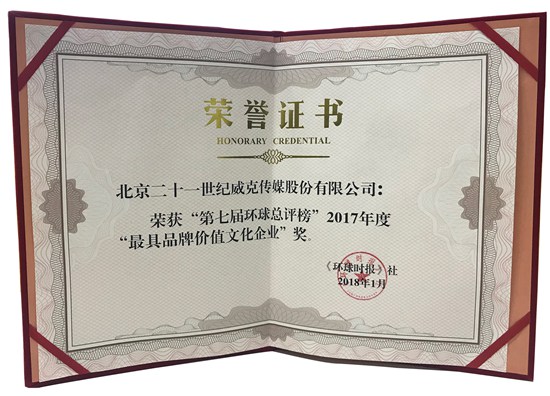 荣誉证书
HONORARY CREDENTIAL
北京二十一世纪威克传媒股份有限公司：
荣获“第七届环球总评榜”2017年度
“最具品牌价值文化企业”奖。
《环球时报》社
2018年1月